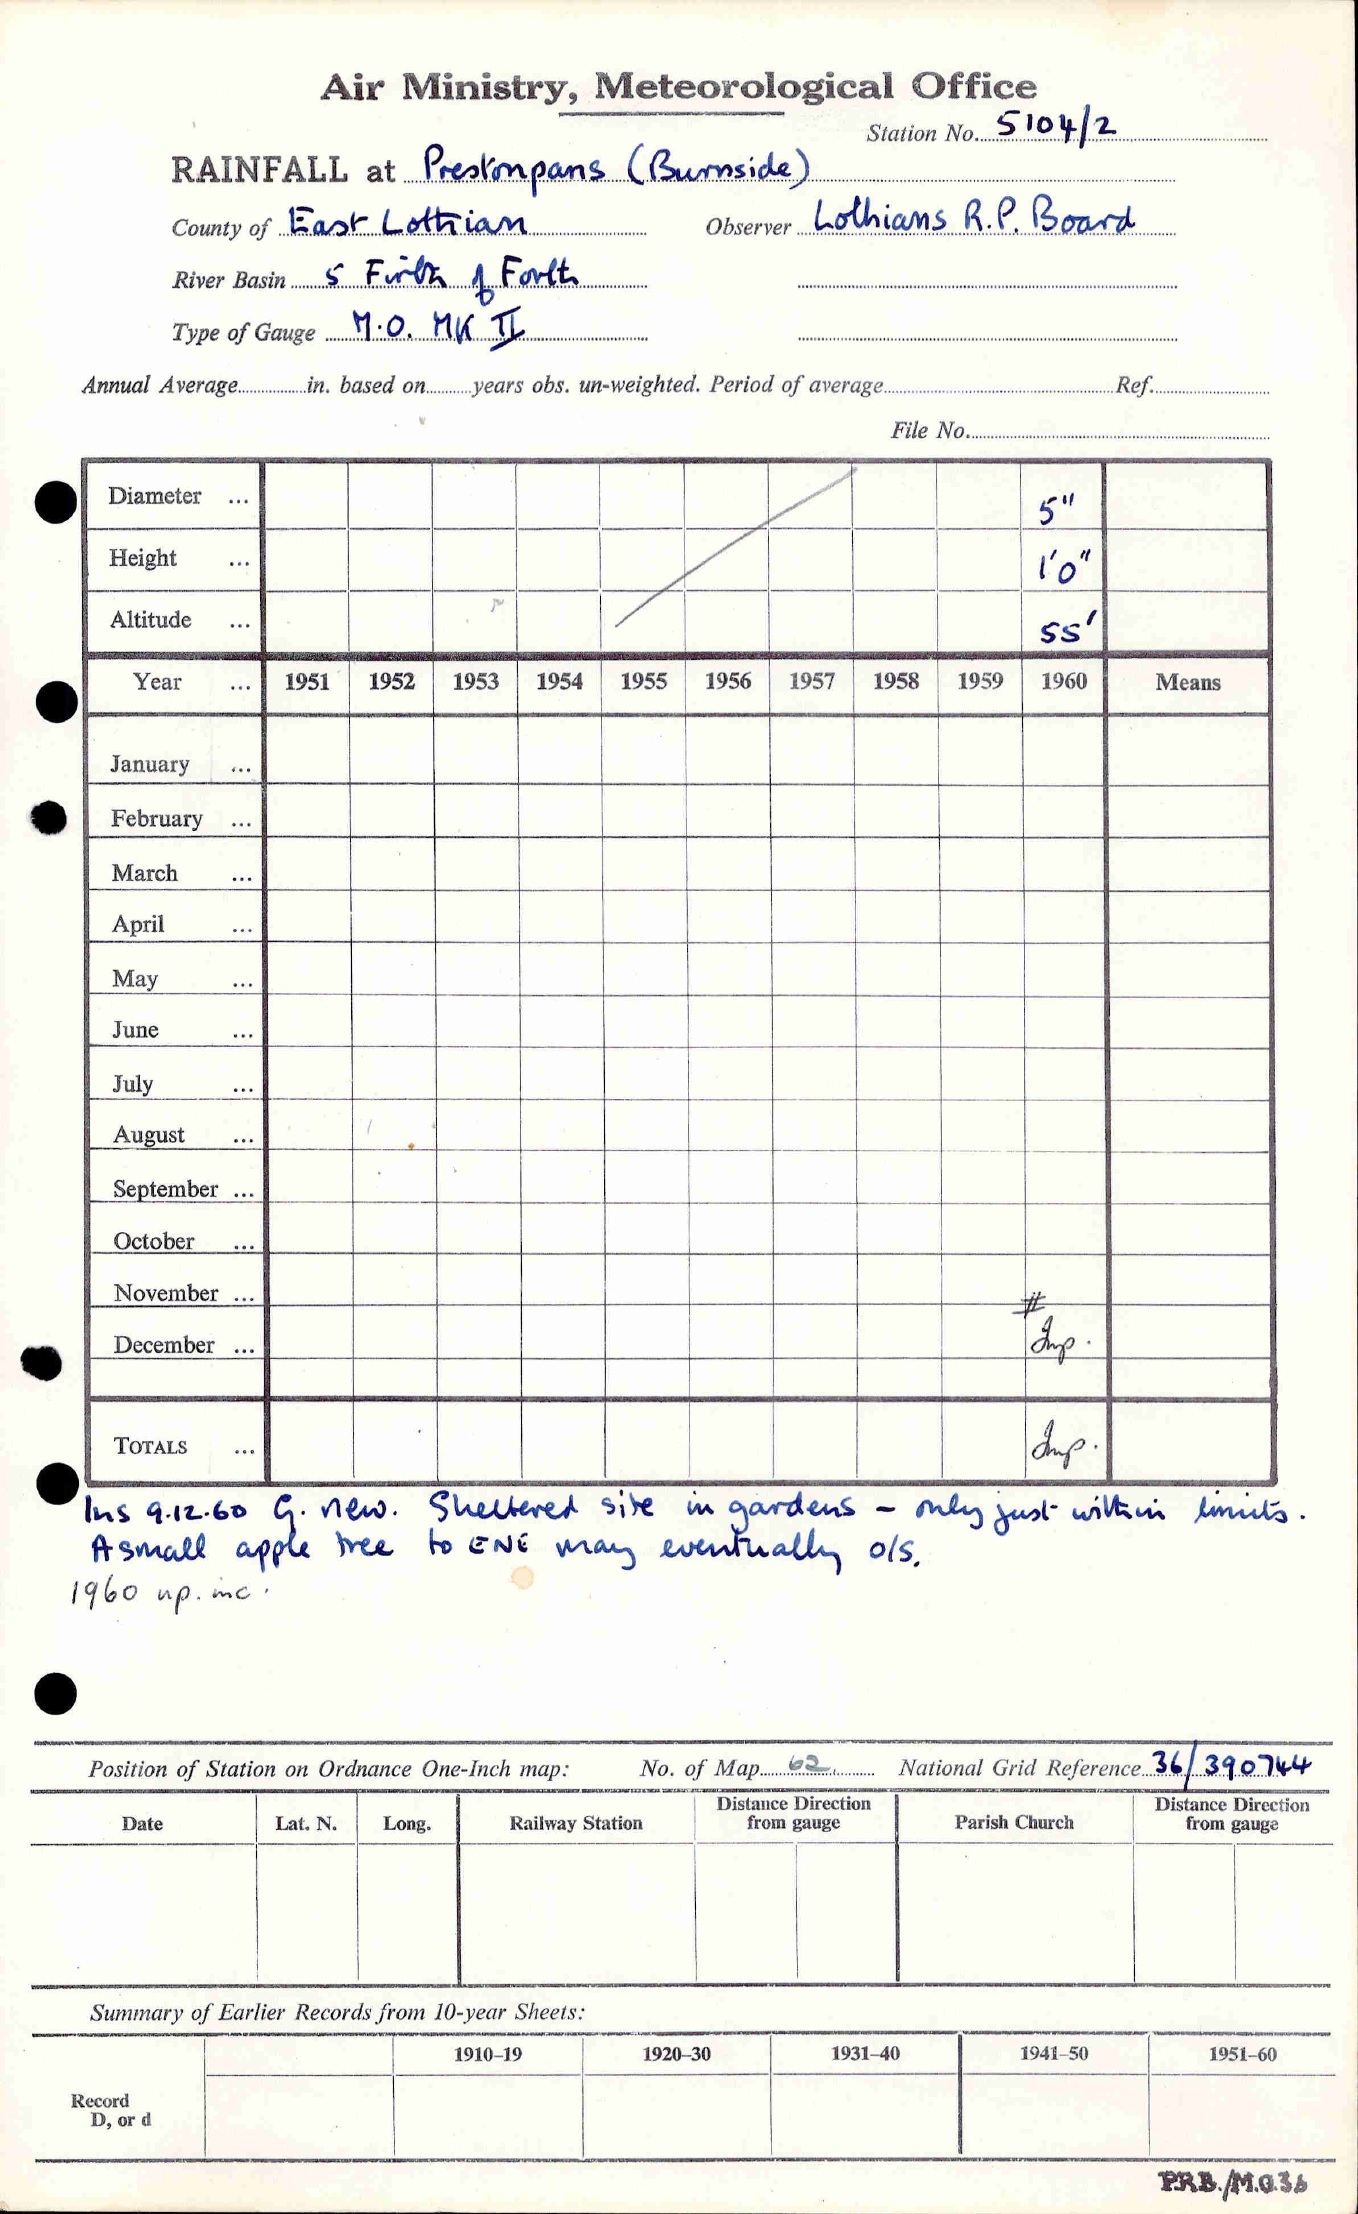 Air Ministry, Meteorological Office
Station No. 5104/2
RAINFALL at Prestonpans (Burnside)
County of East Lothian Observer Lothians R.P. Board
River Basin 5 Firth of Forth
Type of Gauge M.O. MK II
Annual Average in. based on years obs. un-weighted. Period of average Ref.
File No.
Diameter ... 5"
Height ... 1'0"
Altitude ... 55'
Year ... 1951 1952 1953 1954 1955 1956 1957 1958 1959 1960 Means
January ...
February ...
March ...
April ...
May ...
June ...
July ...
August ...
September ...
October ...
November ... #
December ... Imp.
TOTALS ... Imp.
Ins 9.12.60 G. new. Sheltered site in gardens – only just within limits.
A small apple tree to ENE may eventually o/s.
1960 np. inc.
Position of Station on Ordnance One-Inch map: No. of Map 62 National Grid Reference 36/390744
Date Lat. N. Long. Railway Station Distance Direction from gauge Parish Church Distance Direction from gauge
Summary of Earlier Records from 10-year Sheets:
1910–19 1920–30 1931–40 1941–50 1951–60
Record
D, or d
P.R.B./M.O.36